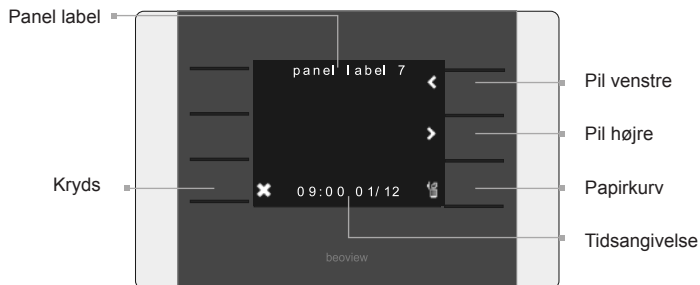 Panel label
panel label 7
Pil venstre
Pil højre
Kryds
09:00 01/12
Papirkurv
Tidsangivelse
beoview